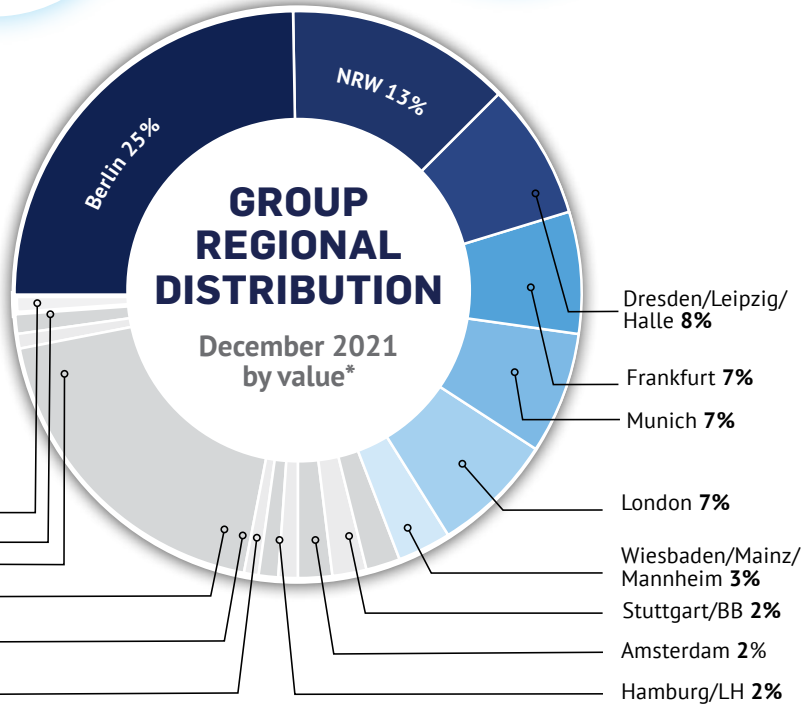 Berlin 25%
NRW 13%
GROUP
REGIONAL
DISTRIBUTION
December 2021
by value*
Dresden/Leipzig/
Halle 8%
Frankfurt 7%
Munich 7%
London 7%
Wiesbaden/Mainz/
Mannheim 3%
Stuttgart/BB 2%
Amsterdam 2%
Hamburg/LH 2%